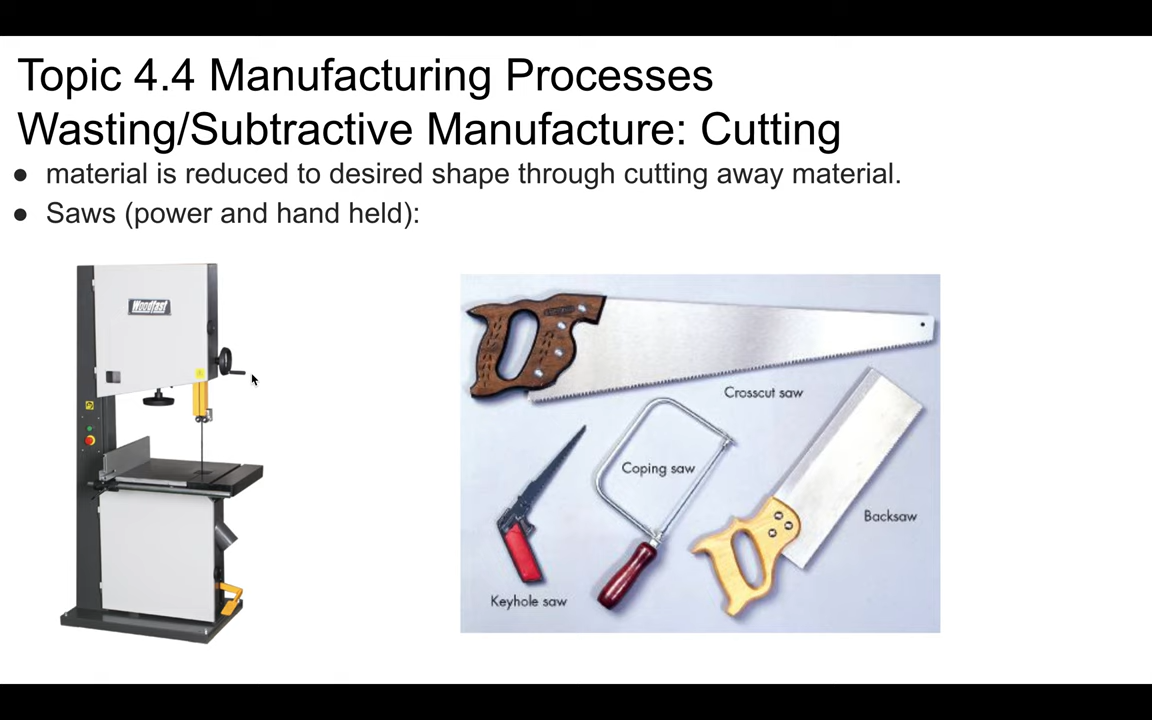 Topic 4.4 Manufacturing Processes
Wasting/Subtractive Manufacture: Cutting
● material is reduced to desired shape through cutting away material.
● Saws (power and hand held):
Woodfast
Crosscut saw
Coping saw
Backsaw
Keyhole saw